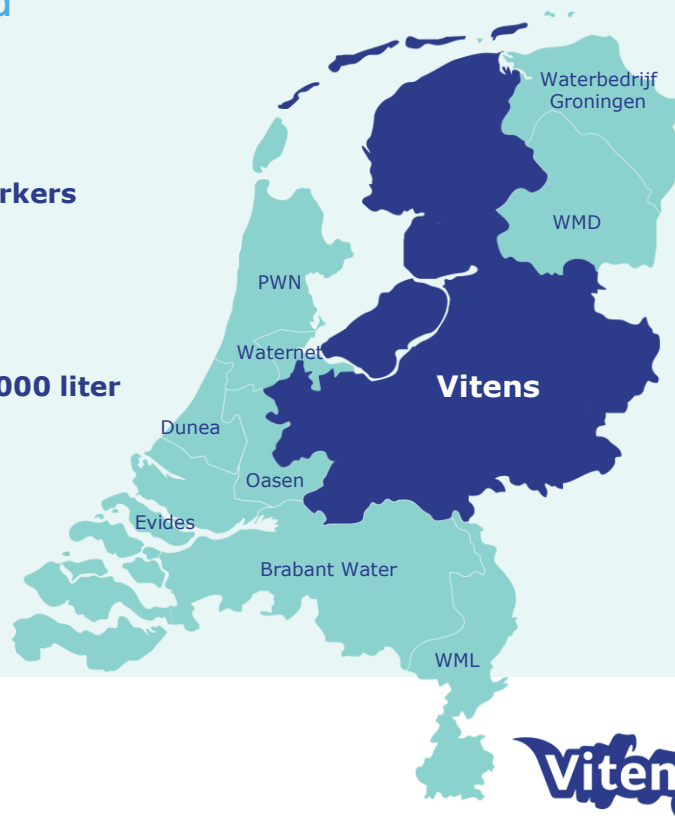 rkers
000 liter
Waterbedrijf
Groningen
WMD
PWN
Waternet
Vitens
Dunea
Oasen
Evides
Brabant Water
WML
Viten